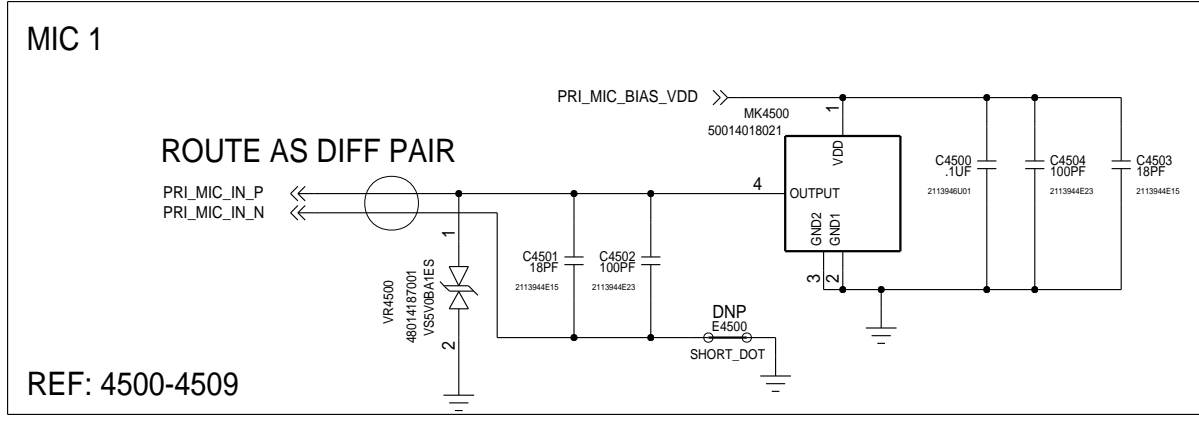 MIC 1
PRI_MIC_BIAS_VDD
MK4500
50014018021
1
VDD
ROUTE AS DIFF PAIR
PRI_MIC_IN_P
PRI_MIC_IN_N
4
OUTPUT
GND2
GND1
3
2
C4500
.1UF
2113946U01
C4504
100PF
2113944E23
C4503
18PF
2113944E15
1
VR4500
48014187001
VS5V0BA1ES
2
C4501
18PF
2113944E15
C4502
100PF
2113944E23
DNP
E4500
SHORT_DOT
REF: 4500-4509